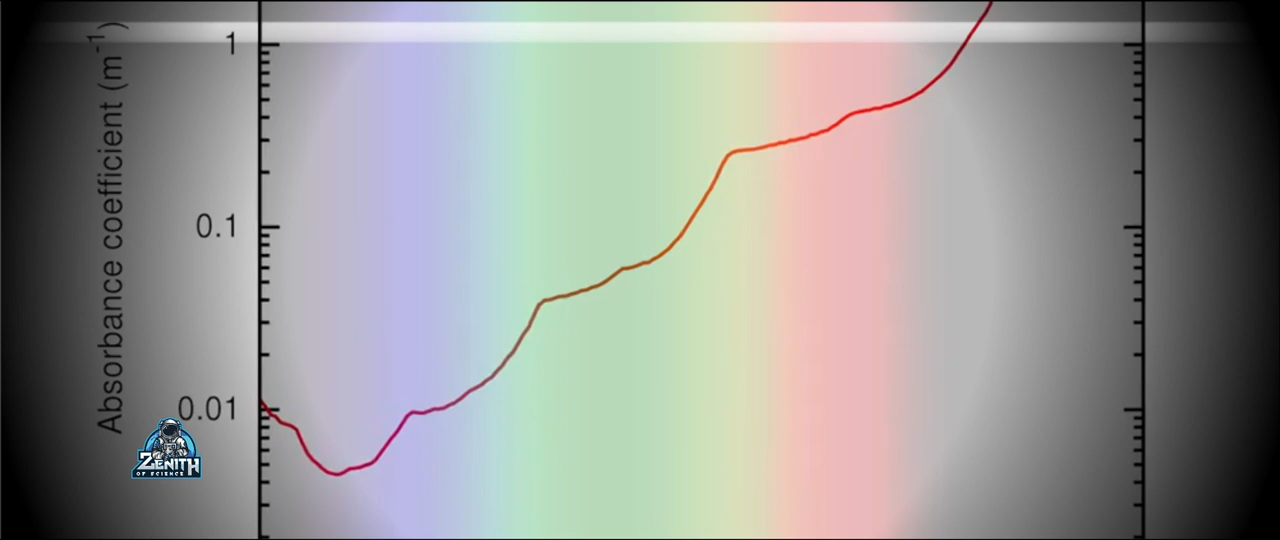 Absorbance coefficient (m⁻¹)
1
0.1
0.01
ZENITH
OF SCIENCE